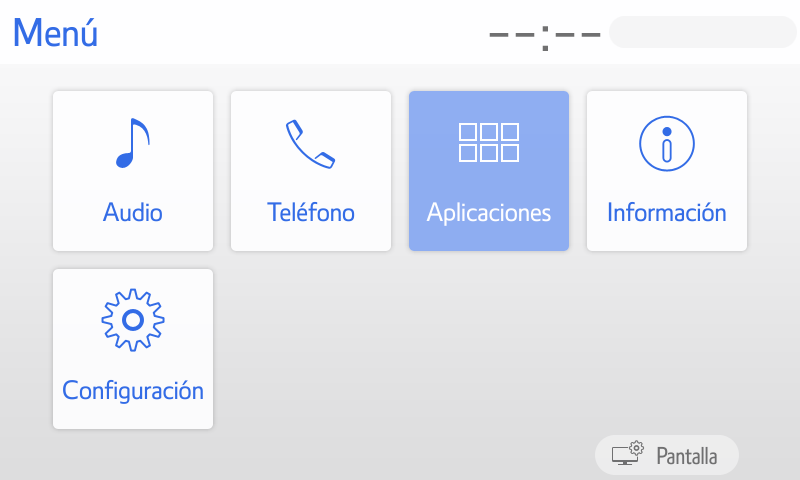 Menú
--:--
Audio
Teléfono
Aplicaciones
Información
Configuración
Pantalla